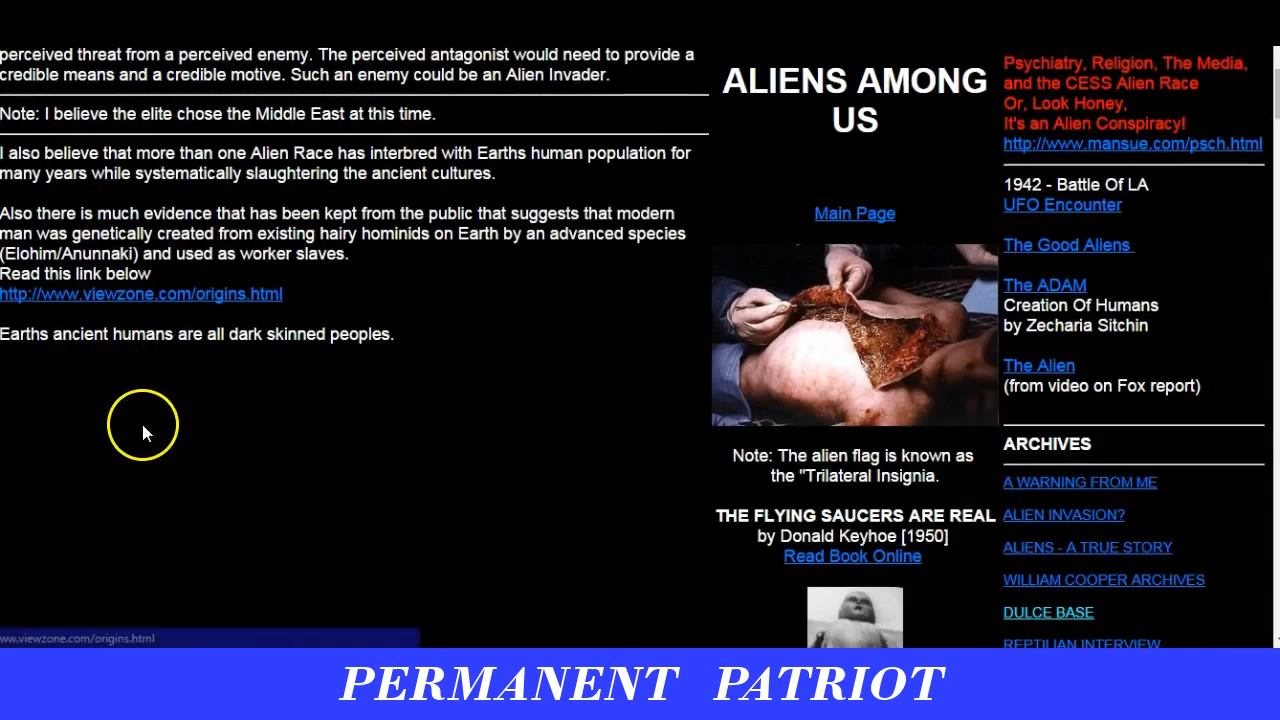 perceived threat from a perceived enemy. The perceived antagonist would need to provide a
credible means and a credible motive. Such an enemy could be an Alien Invader.
Note: I believe the elite chose the Middle East at this time.
I also believe that more than one Alien Race has interbred with Earths human population for
many years while systematically slaughtering the ancient cultures.
Also there is much evidence that has been kept from the public that suggests that modern
man was genetically created from existing hairy hominids on Earth by an advanced species
(Elohim/Anunnaki) and used as worker slaves.
Read this link below
http://www.viewzone.com/origins.html
Earths ancient humans are all dark skinned peoples.
ww.viewzone.com/origins.html
ALIENS AMONG
US
Main Page
Note: The alien flag is known as
the "Trilateral Insignia.
THE FLYING SAUCERS ARE REAL
by Donald Keyhoe [1950]
Read Book Online
Psychiatry, Religion, The Media,
and the CESS Alien Race
Or, Look Honey,
It's an Alien Conspiracy!
http://www.mansue.com/psch.html
1942 - Battle Of LA
UFO Encounter
The Good Aliens
The ADAM
Creation Of Humans
by Zecharia Sitchin
The Alien
(from video on Fox report)
ARCHIVES
A WARNING FROM ME
ALIEN INVASION?
ALIENS - A TRUE STORY
WILLIAM COOPER ARCHIVES
DULCE BASE
REPTILIAN INTERVIEW
PERMANENT PATRIOT